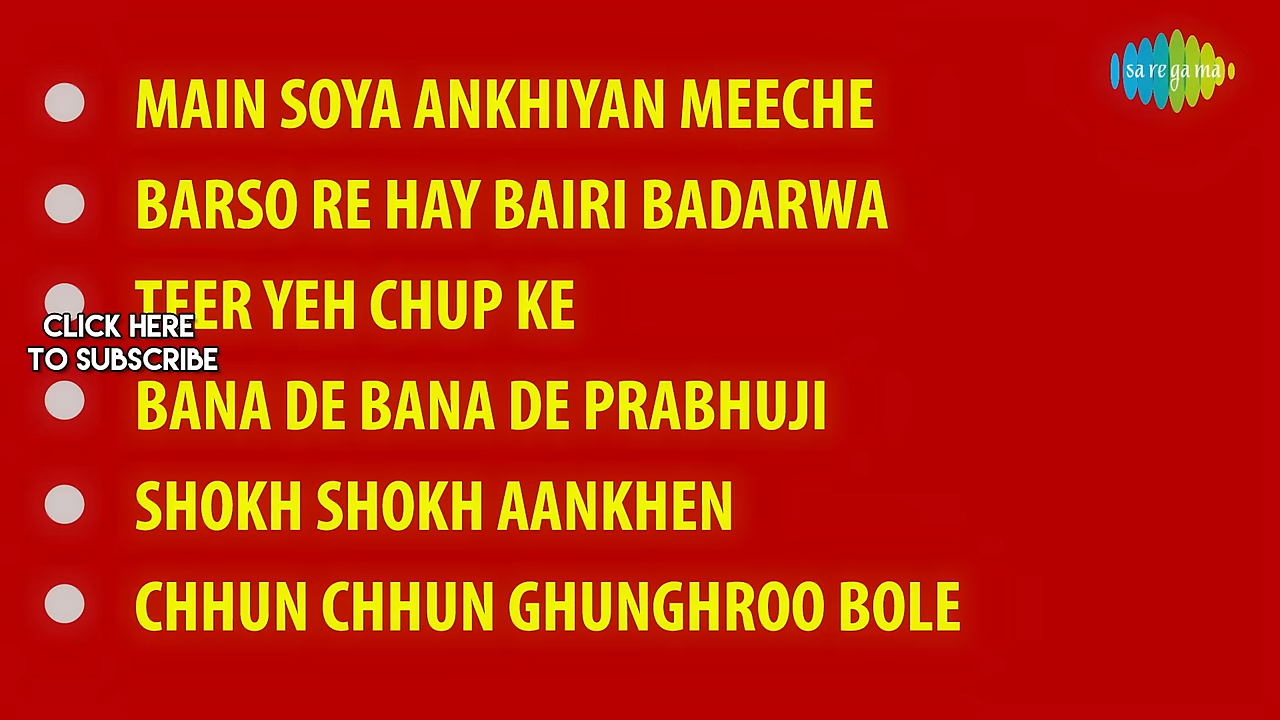 sa re ga ma
MAIN SOYA ANKHIYAN MEECHE
BARSO RE HAY BAIRI BADARWA
TEER YEH CHUP KE
CLICK HERE
TO SUBSCRIBE
BANA DE BANA DE PRABHUJI
SHOKH SHOKH AANKHEN
CHHUN CHHUN GHUNGHROO BOLE